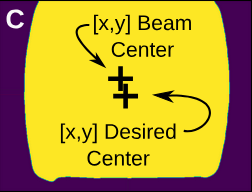 C
[x,y] Beam
Center
[x,y] Desired
Center